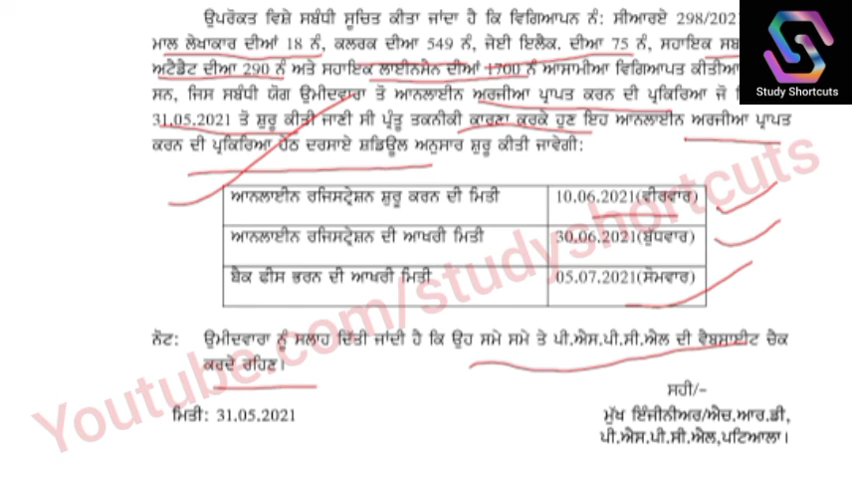 ਉਪਰੋਕਤ ਵਿਸ਼ੇ ਸਬੰਧੀ ਸੂਚਿਤ ਕੀਤਾ ਜਾਂਦਾ ਹੈ ਕਿ ਵਿਗਿਆਪਨ ਨੰ: ਸੀਆਰਏ 298/202
ਮਾਲ ਲੇਖਾਕਾਰ ਦੀਆਂ 18 ਨੰ, ਕਲਰਕ ਦੀਆ 549 ਨੰ, ਜੇਈ ਇਲੈਕ. ਦੀਆ 75 ਨੰ, ਸਹਾਇਕ ਸਬ
ਅਟੈਡੈਟ ਦੀਆ 290 ਨੰ ਅਤੇ ਸਹਾਇਕ ਲਾਈਨਮੈਨ ਦੀਆਂ 1700 ਨੰ ਆਸਾਮੀਆ ਵਿਗਿਆਪਤ ਕੀਤੀਆ
ਸਨ, ਜਿਸ ਸਬੰਧੀ ਯੋਗ ਉਮੀਦਵਾਰਾ ਤੋ ਆਨਲਾਈਨ ਅਰਜੀਆ ਪ੍ਰਾਪਤ ਕਰਨ ਦੀ ਪ੍ਰਕਿਰਿਆ ਜੋ
31.05.2021 ਤੋ ਸ਼ੁਰੂ ਕੀਤੀ ਜਾਣੀ ਸੀ ਪ੍ਰੰਤੂ ਤਕਨੀਕੀ ਕਾਰਣਾ ਕਰਕੇ ਹੁਣ ਇਹ ਆਨਲਾਈਨ ਅਰਜੀਆ ਪ੍ਰਾਪਤ
ਕਰਨ ਦੀ ਪ੍ਰਕਿਰਿਆ ਹੇਠ ਦਰਸਾਏ ਸ਼ਡਿਊਲ ਅਨੁਸਾਰ ਸ਼ੁਰੂ ਕੀਤੀ ਜਾਵੇਗੀ:
ਆਨਲਾਈਨ ਰਜਿਸਟ੍ਰੇਸ਼ਨ ਸ਼ੁਰੂ ਕਰਨ ਦੀ ਮਿਤੀ 10.06.2021(ਵੀਰਵਾਰ)
ਆਨਲਾਈਨ ਰਜਿਸਟ੍ਰੇਸ਼ਨ ਦੀ ਆਖਰੀ ਮਿਤੀ 30.06.2021(ਬੁੱਧਵਾਰ)
ਬੈਕ ਫੀਸ ਭਰਨ ਦੀ ਆਖਰੀ ਮਿਤੀ 05.07.2021(ਸੋਮਵਾਰ)
ਨੋਟ: ਉਮੀਦਵਾਰਾ ਨੂੰ ਸਲਾਹ ਦਿੱਤੀ ਜਾਂਦੀ ਹੈ ਕਿ ਉਹ ਸਮੇ ਸਮੇ ਤੇ ਪੀ.ਐਸ.ਪੀ.ਸੀ.ਐਲ ਦੀ ਵੈਬਸਾਈਟ ਚੈਕ
ਕਰਦੇ ਰਹਿਣ।
ਸਹੀ/-
ਮਿਤੀ: 31.05.2021 ਮੁੱਖ ਇੰਜੀਨੀਅਰ/ਐਚ.ਆਰ.ਡੀ,
ਪੀ.ਐਸ.ਪੀ.ਸੀ.ਐਲ,ਪਟਿਆਲਾ।
Study Shortcuts
Youtube.com/studyshortcuts